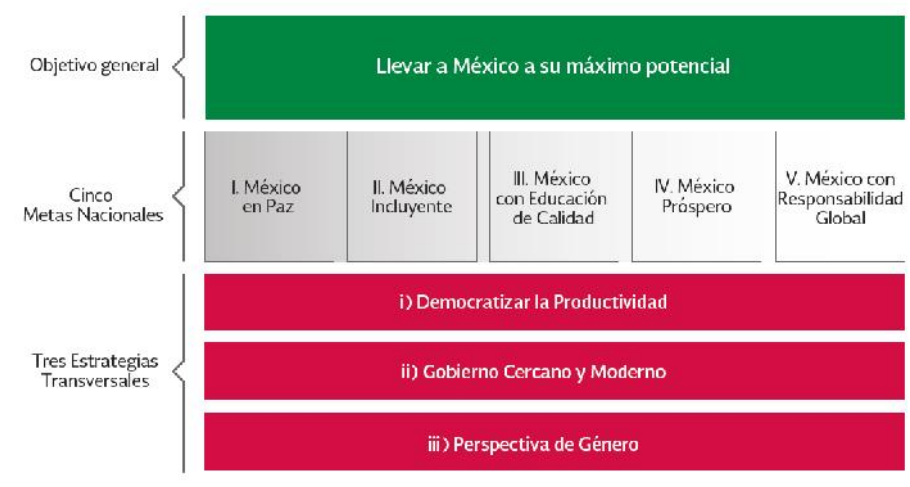 Objetivo general
Llevar a México a su máximo potencial
Cinco
Metas Nacionales
I. México
en Paz
II. México
Incluyente
III. México
con Educación
de Calidad
IV. México
Próspero
V. México con
Responsabilidad
Global
Tres Estrategias
Transversales
i) Democratizar la Productividad
ii) Gobierno Cercano y Moderno
iii) Perspectiva de Género